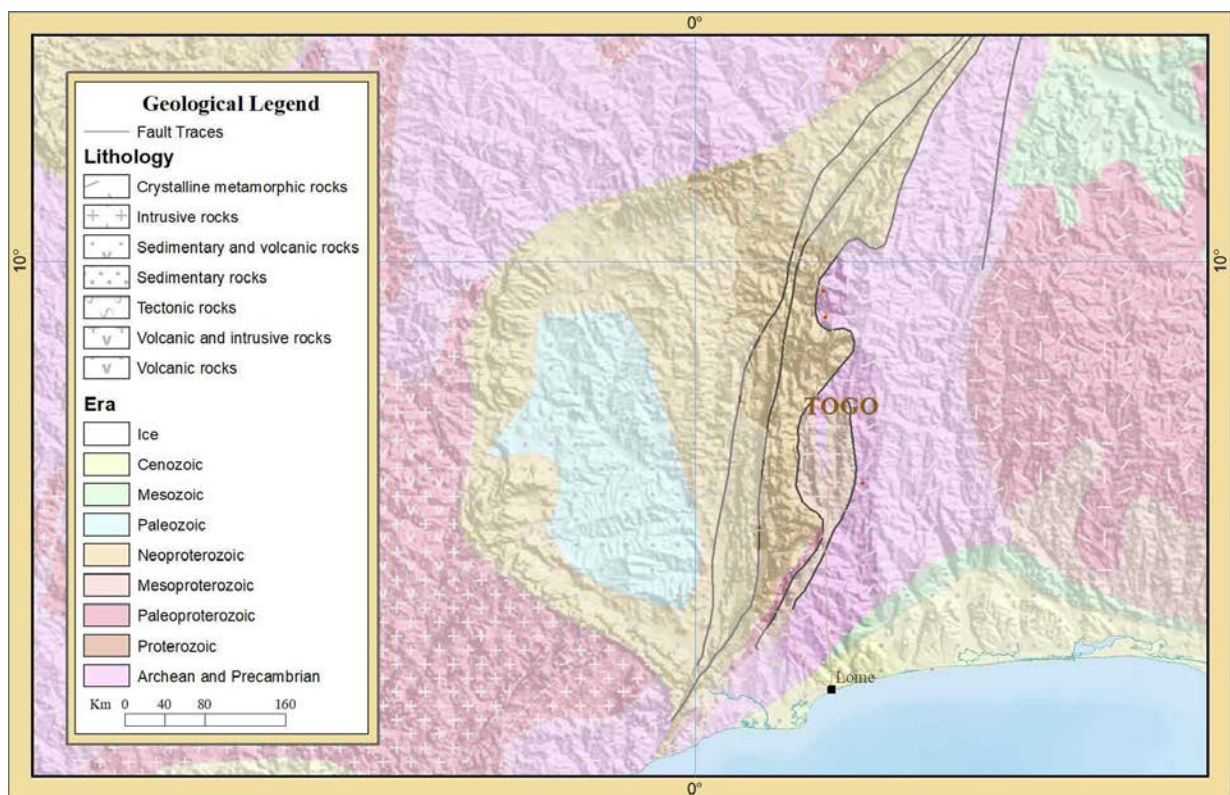 0°
Geological Legend
Fault Traces
Lithology
Crystalline metamorphic rocks
Intrusive rocks
Sedimentary and volcanic rocks
Sedimentary rocks
Tectonic rocks
Volcanic and intrusive rocks
Volcanic rocks
Era
Ice
Cenozoic
Mesozoic
Paleozoic
Neoproterozoic
Mesoproterozoic
Paleoproterozoic
Proterozoic
Archean and Precambrian
Km 0 40 80 160
10°
10°
TOGO
Lome
0°